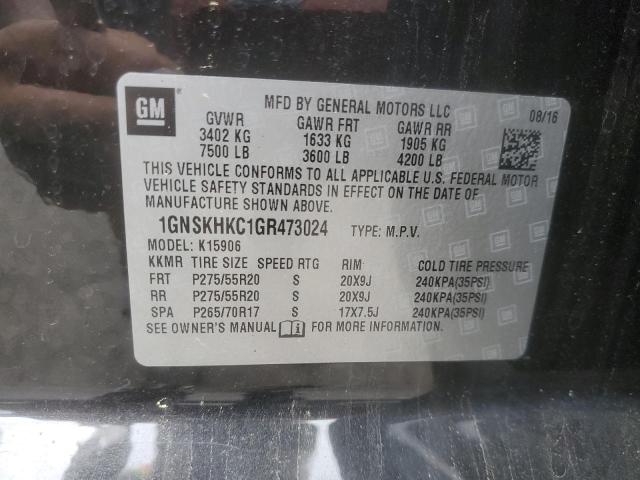 GM
MFD BY GENERAL MOTORS LLC 08/16
GVWR GAWR FRT GAWR RR
3402 KG 1633 KG 1905 KG
7500 LB 3600 LB 4200 LB
THIS VEHICLE CONFORMS TO ALL APPLICABLE U.S. FEDERAL MOTOR
VEHICLE SAFETY STANDARDS IN EFFECT ON THE DATE OF
MANUFACTURE SHOWN ABOVE.
1GNSKHKC1GR473024 TYPE: M.P.V.
MODEL: K15906
KKMR TIRE SIZE SPEED RTG RIM COLD TIRE PRESSURE
FRT P275/55R20 S 20X9J 240KPA(35PSI)
RR P275/55R20 S 20X9J 240KPA(35PSI)
SPA P265/70R17 S 17X7.5J 240KPA(35PSI)
SEE OWNER'S MANUAL FOR MORE INFORMATION.